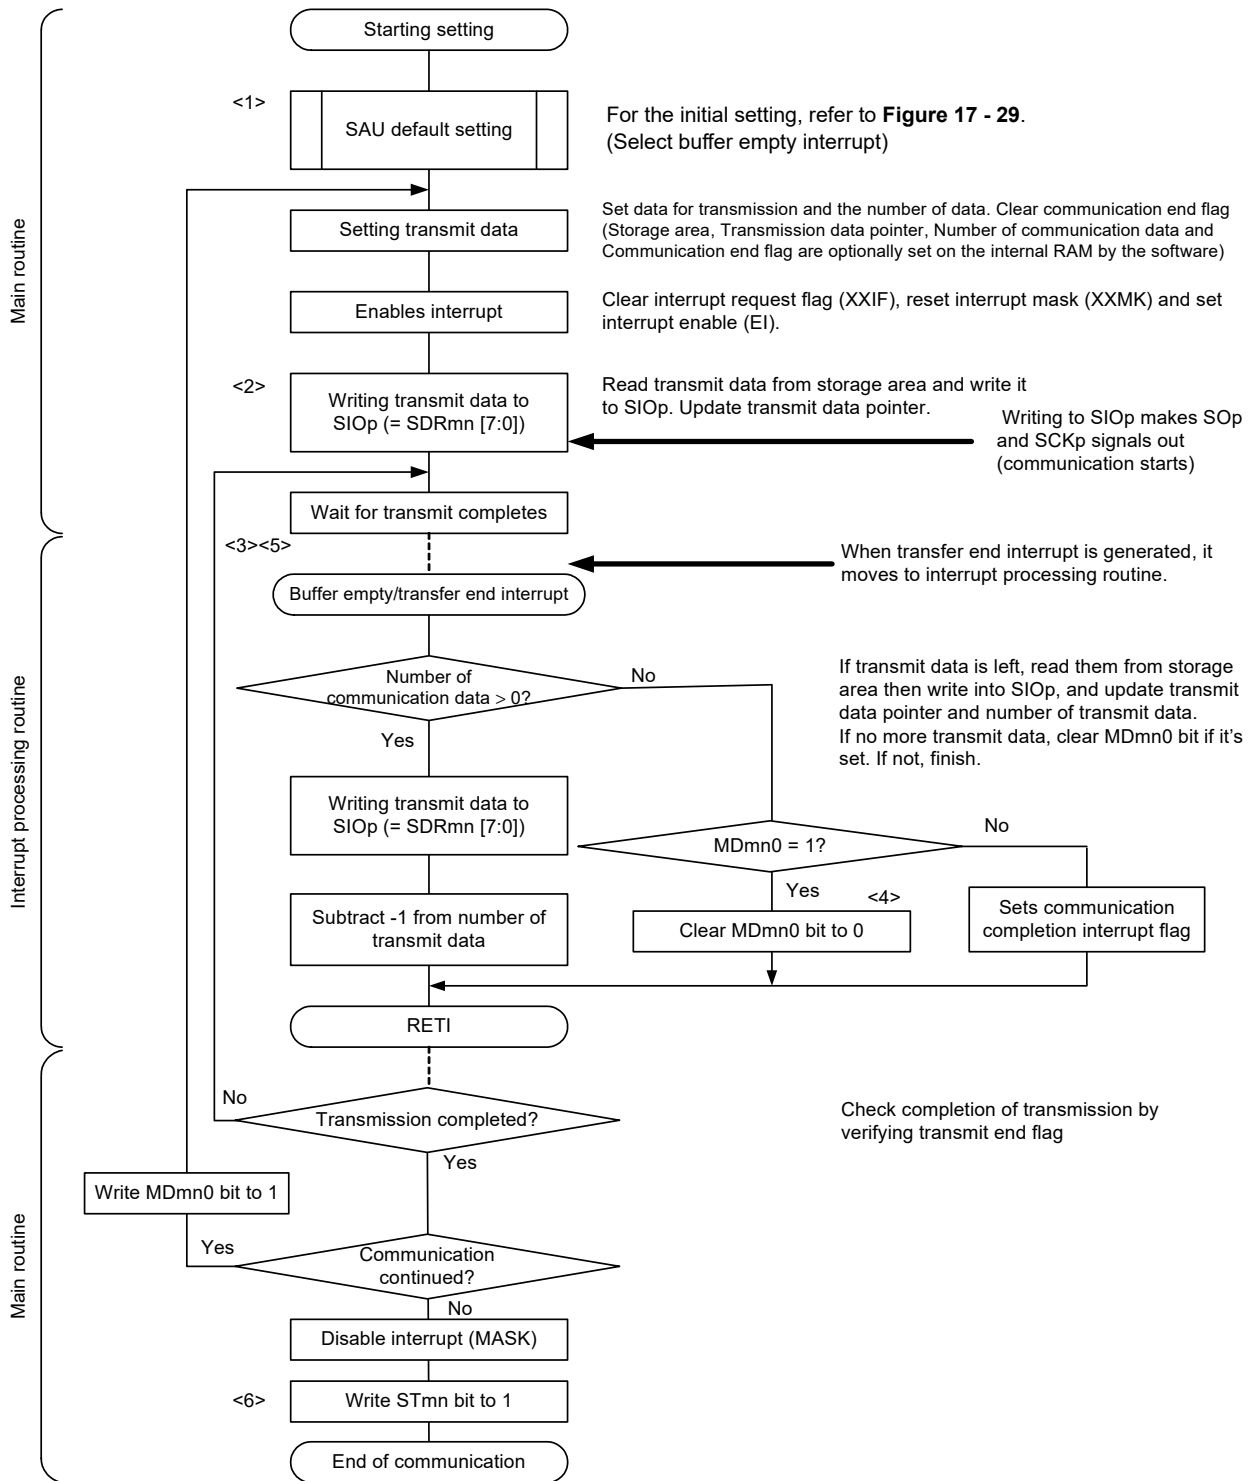 Starting setting
<1>
SAU default setting
For the initial setting, refer to Figure 17 - 29.
(Select buffer empty interrupt)
Main routine
Setting transmit data
Set data for transmission and the number of data. Clear communication end flag
(Storage area, Transmission data pointer, Number of communication data and
Communication end flag are optionally set on the internal RAM by the software)
Enables interrupt
Clear interrupt request flag (XXIF), reset interrupt mask (XXMK) and set
interrupt enable (EI).
<2>
Writing transmit data to
SIOp (= SDRmn [7:0])
Read transmit data from storage area and write it
to SIOp. Update transmit data pointer.
Writing to SIOp makes SOp
and SCKp signals out
(communication starts)
Wait for transmit completes
<3><5>
When transfer end interrupt is generated, it
moves to interrupt processing routine.
Buffer empty/transfer end interrupt
Interrupt processing routine
Number of
communication data > 0?
No
Yes
If transmit data is left, read them from storage
area then write into SIOp, and update transmit
data pointer and number of transmit data.
If no more transmit data, clear MDmn0 bit if it's
set. If not, finish.
Writing transmit data to
SIOp (= SDRmn [7:0])
MDmn0 = 1?
No
Yes
<4>
Subtract -1 from number of
transmit data
Clear MDmn0 bit to 0
Sets communication
completion interrupt flag
RETI
Main routine
No
Transmission completed?
Check completion of transmission by
verifying transmit end flag
Yes
Write MDmn0 bit to 1
Yes
Communication
continued?
No
Disable interrupt (MASK)
<6>
Write STmn bit to 1
End of communication